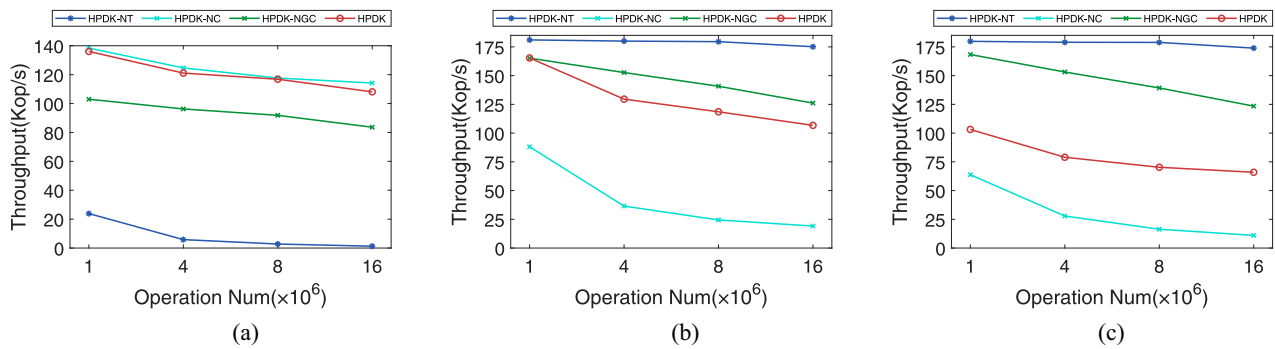 HPDK-NT HPDK-NC HPDK-NGC HPDK
Throughput(Kop/s)
140
120
100
80
60
40
20
0
1 4 8 16
Operation Num(×10⁶)
(a)
HPDK-NT HPDK-NC HPDK-NGC HPDK
Throughput(Kop/s)
175
150
125
100
75
50
25
0
1 4 8 16
Operation Num(×10⁶)
(b)
HPDK-NT HPDK-NC HPDK-NGC HPDK
Throughput(Kop/s)
175
150
125
100
75
50
25
0
1 4 8 16
Operation Num(×10⁶)
(c)